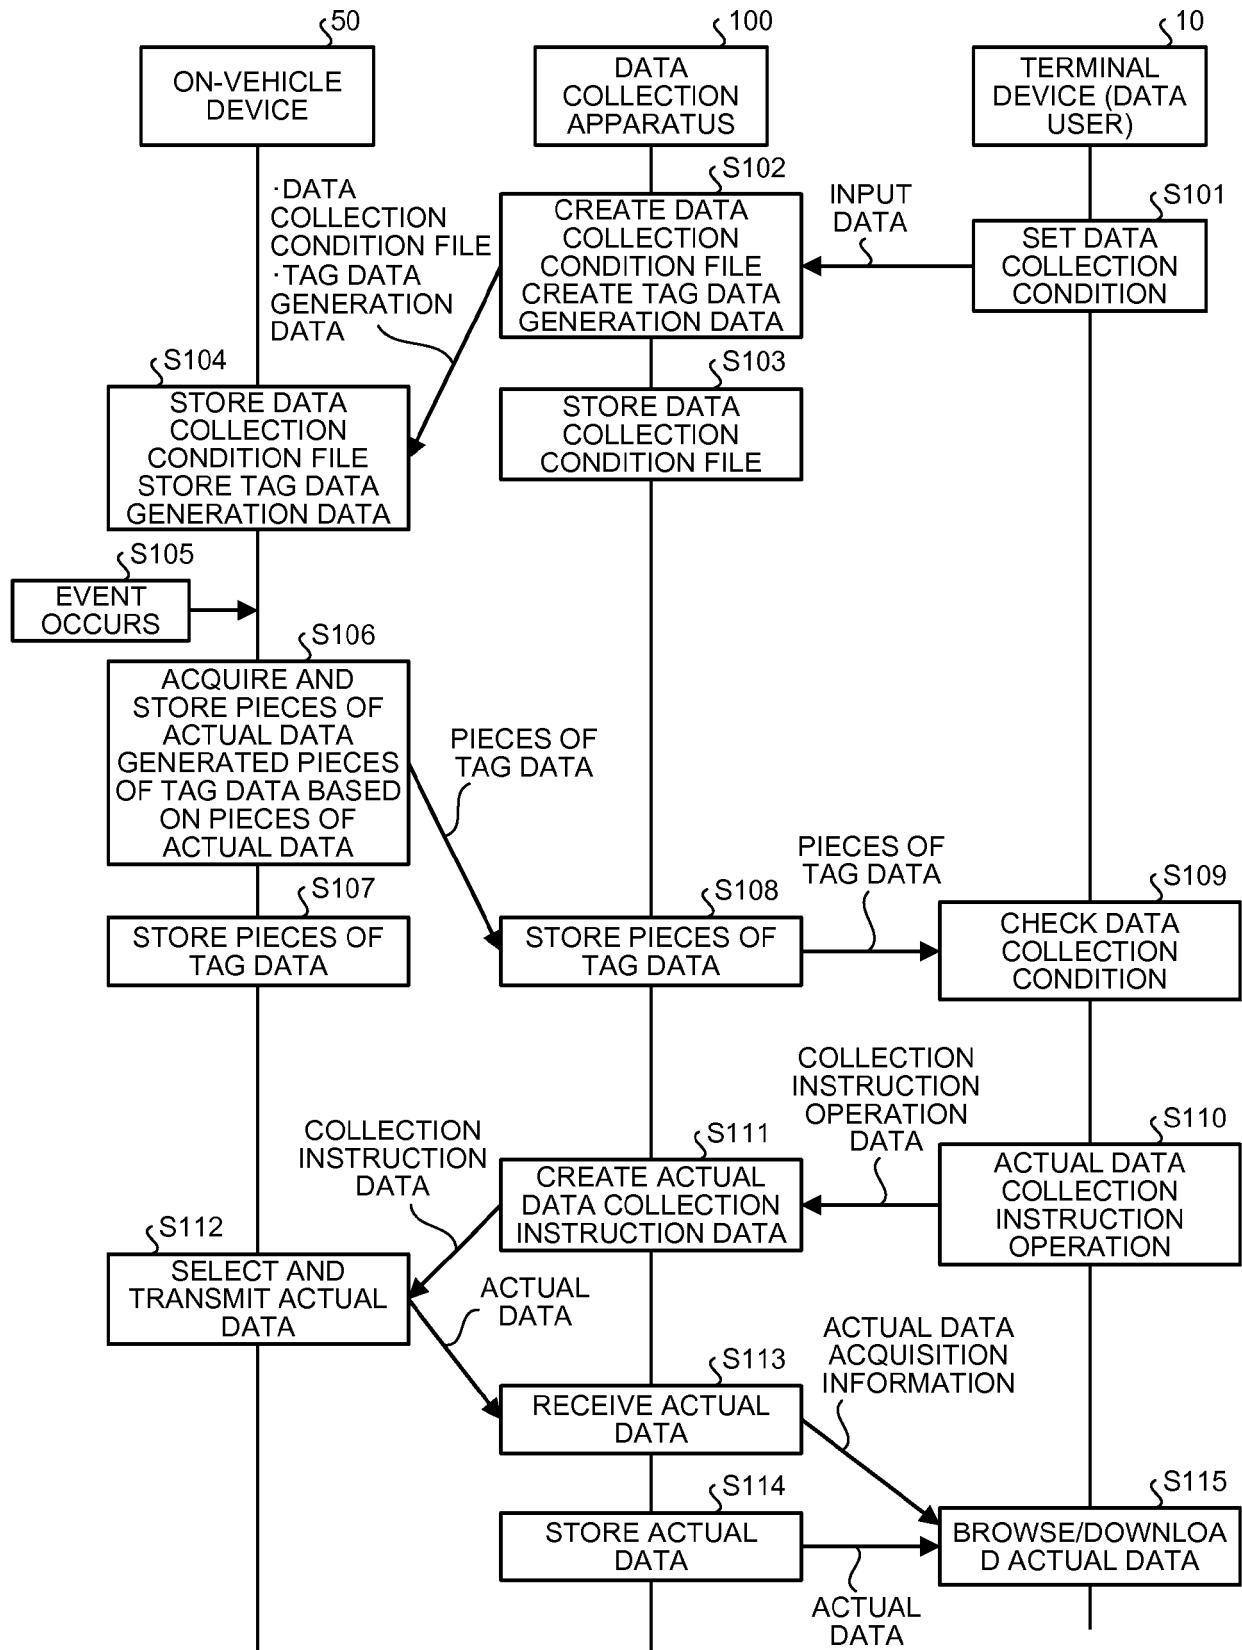 50
100
10
ON-VEHICLE
DEVICE
DATA
COLLECTION
APPARATUS
TERMINAL
DEVICE (DATA
USER)
S102
INPUT
DATA
S101
·DATA
COLLECTION
CONDITION FILE
·TAG DATA
GENERATION
DATA
CREATE DATA
COLLECTION
CONDITION FILE
CREATE TAG DATA
GENERATION DATA
SET DATA
COLLECTION
CONDITION
S104
S103
STORE DATA
COLLECTION
CONDITION FILE
STORE TAG DATA
GENERATION DATA
STORE DATA
COLLECTION
CONDITION FILE
S105
EVENT
OCCURS
S106
ACQUIRE AND
STORE PIECES OF
ACTUAL DATA
GENERATED PIECES
OF TAG DATA BASED
ON PIECES OF
ACTUAL DATA
PIECES OF
TAG DATA
S107
STORE PIECES OF
TAG DATA
S108
STORE PIECES OF
TAG DATA
PIECES OF
TAG DATA
S109
CHECK DATA
COLLECTION
CONDITION
COLLECTION
INSTRUCTION
OPERATION
DATA
S110
ACTUAL DATA
COLLECTION
INSTRUCTION
OPERATION
S111
CREATE ACTUAL
DATA COLLECTION
INSTRUCTION DATA
COLLECTION
INSTRUCTION
DATA
S112
SELECT AND
TRANSMIT ACTUAL
DATA
ACTUAL
DATA
S113
RECEIVE ACTUAL
DATA
ACTUAL DATA
ACQUISITION
INFORMATION
S114
STORE ACTUAL
DATA
ACTUAL
DATA
S115
BROWSE/DOWNLOA
D ACTUAL DATA